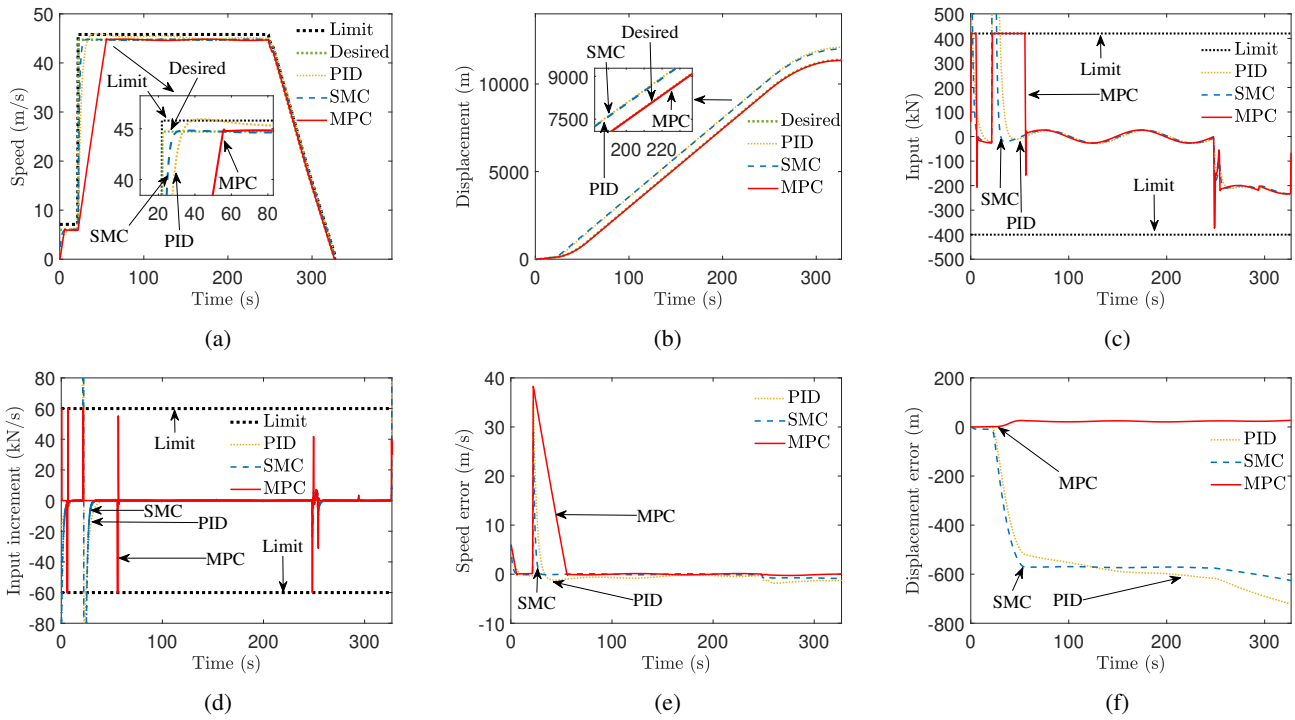 50
40
30
20
10
0
0
100
200
300
Speed (m/s)
Time (s)
Limit
Desired
PID
SMC
MPC
Limit
Desired
45
40
20
40
60
80
SMC
PID
MPC
(a)
10000
5000
0
0
100
200
300
Displacement (m)
Time (s)
SMC
Desired
9000
7500
200
220
MPC
PID
Desired
PID
SMC
MPC
(b)
500
400
300
200
100
0
-100
-200
-300
-400
-500
0
100
200
300
Input (kN)
Time (s)
Limit
PID
SMC
MPC
Limit
MPC
SMC
PID
Limit
(c)
80
60
40
20
0
-20
-40
-60
-80
0
100
200
300
Input increment (kN/s)
Time (s)
Limit
Limit
PID
SMC
MPC
SMC
PID
MPC
Limit
(d)
40
30
20
10
0
-10
0
100
200
300
Speed error (m/s)
Time (s)
PID
SMC
MPC
MPC
SMC
PID
(e)
200
0
-200
-400
-600
-800
0
100
200
300
Displacement error (m)
Time (s)
PID
SMC
MPC
MPC
SMC
PID
(f)